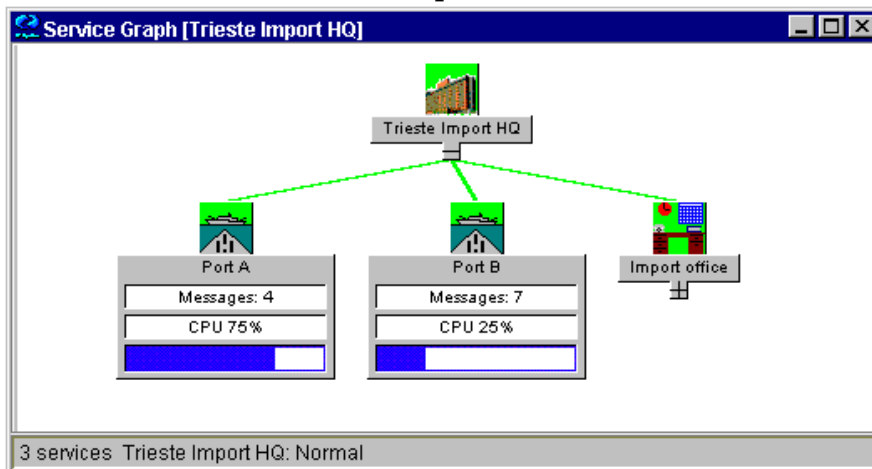 Service Graph [Trieste Import HQ]
Trieste Import HQ
Port A
Messages: 4
CPU 75%
Port B
Messages: 7
CPU 25%
Import office
3 services Trieste Import HQ: Normal